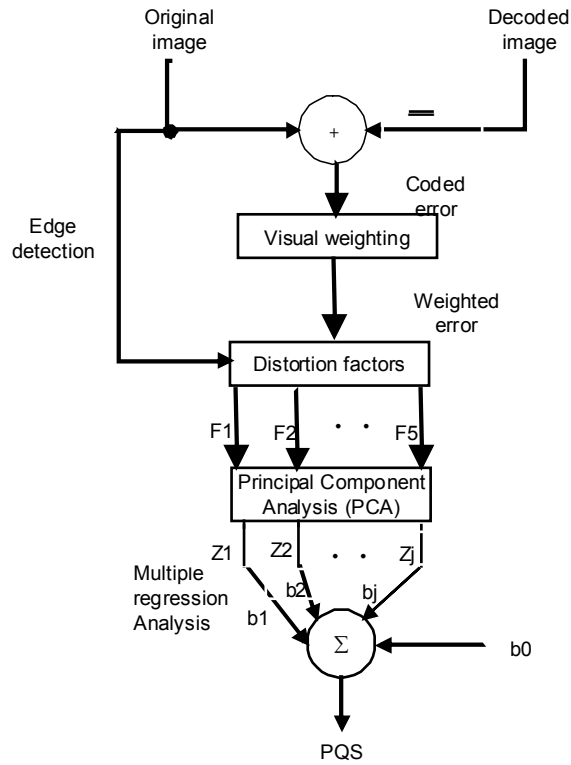 Original
image
Decoded
image
+
=
Coded
error
Edge
detection
Visual weighting
Weighted
error
Distortion factors
F1
F2
. .
F5
Principal Component
Analysis (PCA)
Z1
Z2
. .
Zj
Multiple
regression
Analysis
b1
b2
bj
Σ
b0
PQS